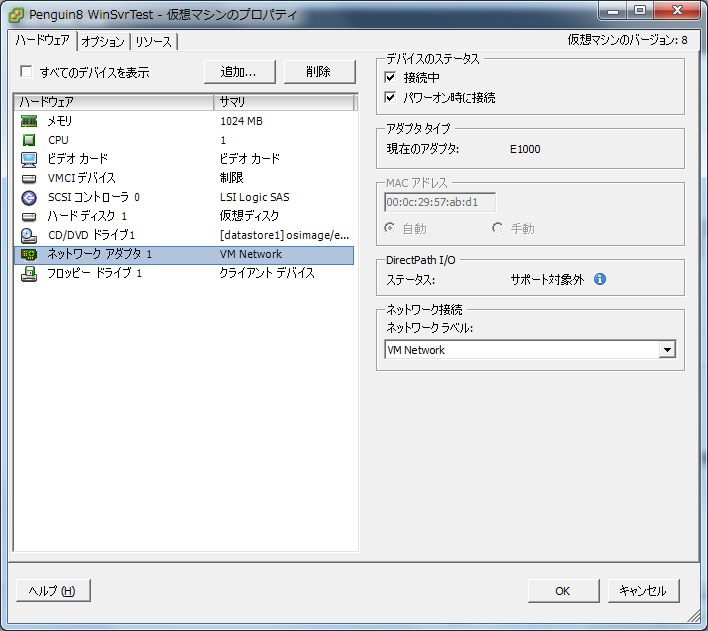 Penguin8 WinSvrTest - 仮想マシンのプロパティ
ハードウェア オプション リソース
仮想マシンのバージョン: 8
すべてのデバイスを表示
追加...
削除
ハードウェア サマリ
メモリ 1024 MB
CPU 1
ビデオ カード ビデオ カード
VMCI デバイス 制限
SCSI コントローラ 0 LSI Logic SAS
ハード ディスク 1 仮想ディスク
CD/DVD ドライブ1 [datastore1] osimage/e...
ネットワーク アダプタ 1 VM Network
フロッピー ドライブ 1 クライアント デバイス
デバイスのステータス
接続中
パワーオン時に接続
アダプタ タイプ
現在のアダプタ: E1000
MAC アドレス
00:0c:29:57:ab:d1
自動 手動
DirectPath I/O
ステータス: サポート対象外
ネットワーク接続
ネットワーク ラベル:
VM Network
ヘルプ (H)
OK
キャンセル